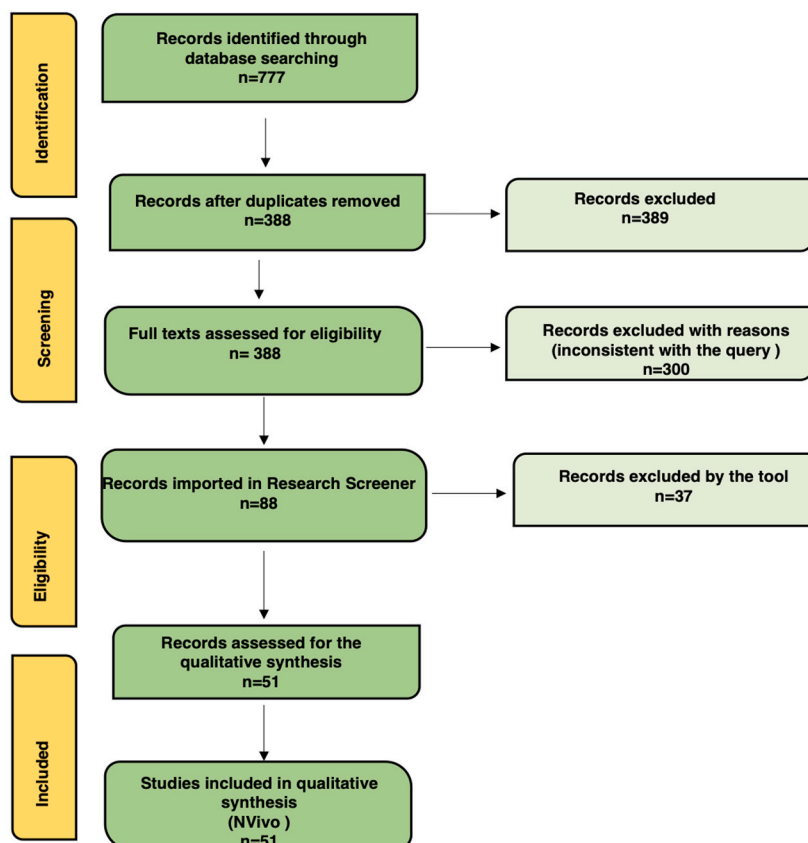 Identification
Records identified through
database searching
n=777
Records after duplicates removed
n=388
Records excluded
n=389
Screening
Full texts assessed for eligibility
n= 388
Records excluded with reasons
(inconsistent with the query )
n=300
Eligibility
Records imported in Research Screener
n=88
Records excluded by the tool
n=37
Records assessed for the
qualitative synthesis
n=51
Included
Studies included in qualitative
synthesis
(NVivo )
n=51